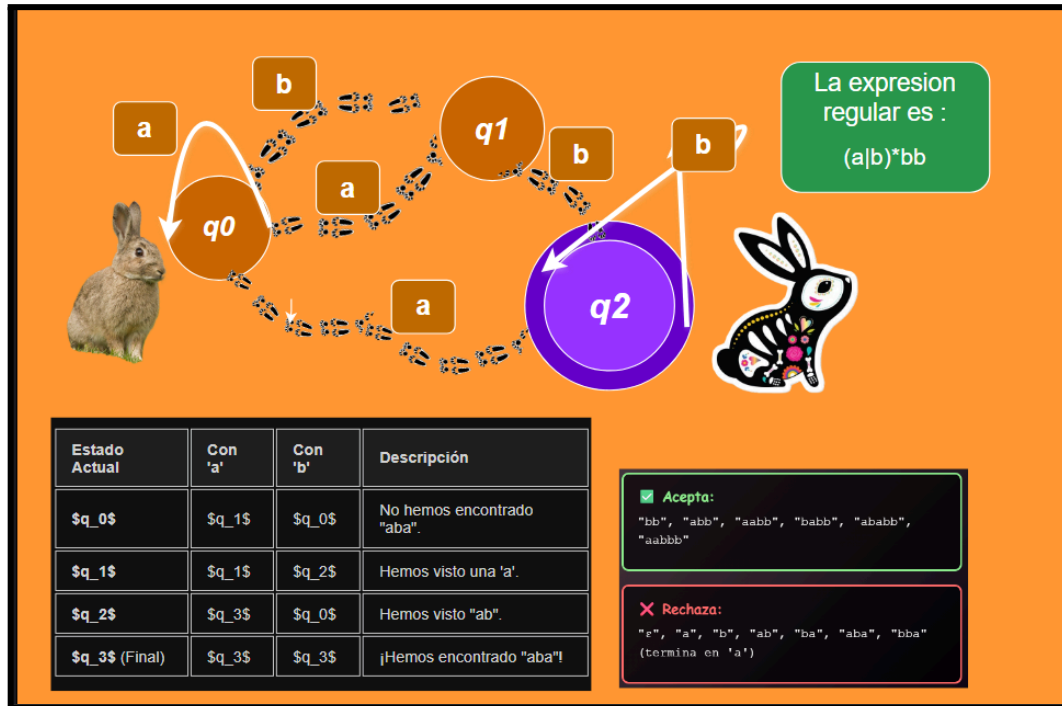 b
a
q1
b
b
La expresion
regular es :
(a|b)*bb
a
q0
q2
a
Estado
Actual
Con
'a'
Con
'b'
Descripción
$q_0$
$q_1$
$q_0$
No hemos encontrado
"aba".
$q_1$
$q_1$
$q_2$
Hemos visto una 'a'.
$q_2$
$q_3$
$q_0$
Hemos visto "ab".
$q_3$ (Final)
$q_3$
$q_3$
¡Hemos encontrado "aba"!
✅ Acepta:
"bb", "abb", "aabb", "babb", "ababb",
"aabbb"
❌ Rechaza:
"ε", "a", "b", "ab", "ba", "aba", "bba"
(termina en 'a')